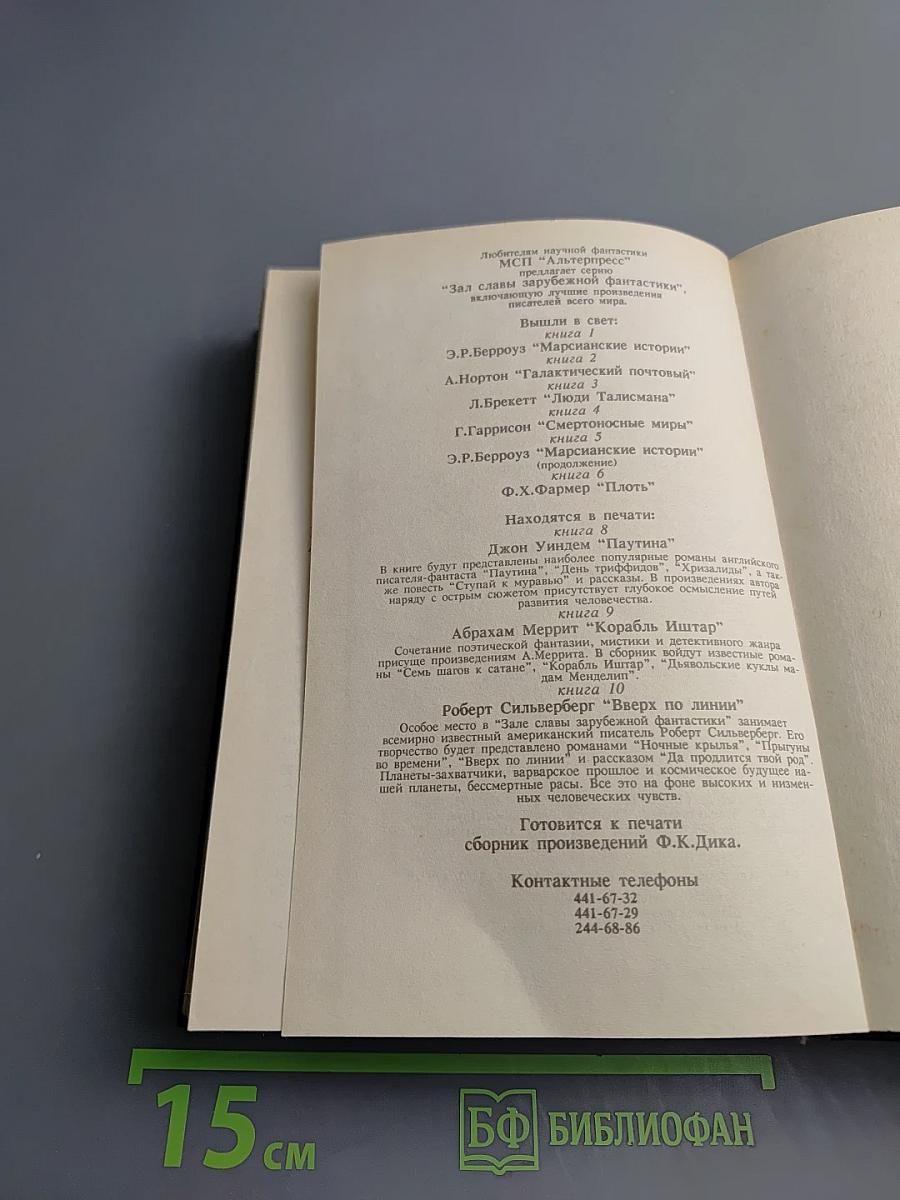 Любителям научной фантастики
МСП "Альтерпресс"
предлагает серию
"Зал славы зарубежной фантастики",
включающую лучшие произведения
писателей всего мира.
Вышли в свет:
книга 1
Э.Р.Берроуз "Марсианские истории"
книга 2
А.Нортон "Галактический почтовый"
книга 3
Л.Брекетт "Люди Талисмана"
книга 4
Г.Гаррисон "Смертоносные миры"
книга 5
Э.Р.Берроуз "Марсианские истории"
(продолжение)
книга 6
Ф.Х.Фармер "Плоть"
Находятся в печати:
книга 8
Джон Уиндем "Паутина"
В книге будут представлены наиболее популярные романы английского
писателя-фантаста "Паутина", "День триффидов", "Хризалиды", а так-
же повесть "Ступай к муравью" и рассказы. В произведениях автора
наряду с острым сюжетом присутствует глубокое осмысление путей
развития человечества.
книга 9
Абрахам Меррит "Корабль Иштар"
Сочетание поэтической фантазии, мистики и детективного жанра
присуще произведениям А.Меррита. В сборник войдут известные рома-
ны "Семь шагов к сатане", "Корабль Иштар", "Дьявольские куклы ма-
дам Менделип".
книга 10
Роберт Сильверберг "Вверх по линии"
Особое место в "Зале славы зарубежной фантастики" занимает
всемирно известный американский писатель Роберт Сильверберг. Его
творчество будет представлено романами "Ночные крылья", "Прыгуны
во времени", "Вверх по линии" и рассказом "Да продлится твой род".
Планеты-захватчики, варварское прошлое и космическое будущее на-
шей планеты, бессмертные расы. Все это на фоне высоких и низмен-
ных человеческих чувств.
Готовится к печати
сборник произведений Ф.К.Дика.
Контактные телефоны
441-67-32
441-67-29
244-68-86
15 см
БФ БИБЛИОФАН